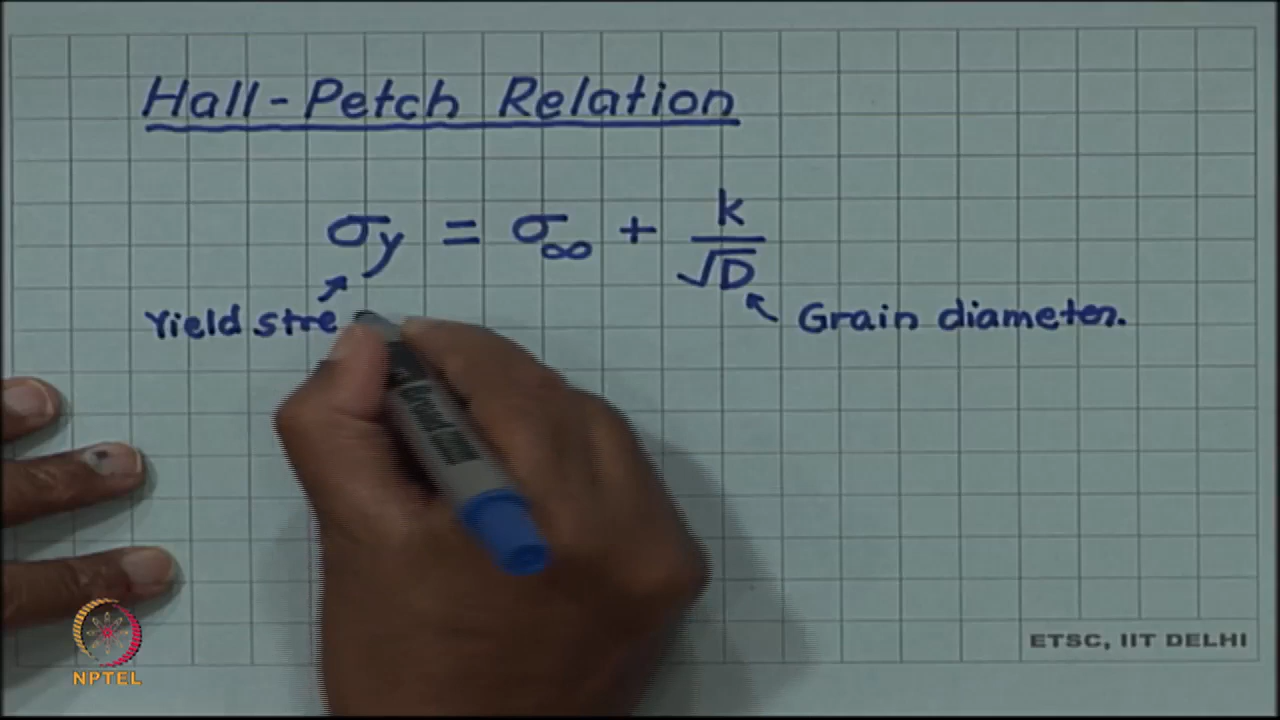 Hall-Petch Relation
σy = σ∞ + k/√D
Yield stre
Grain diameter.
ETSC, IIT DELHI
NPTEL